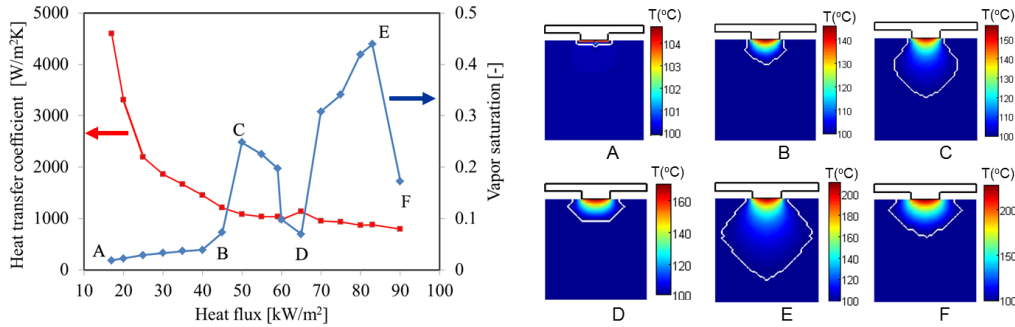 Heat transfer coefficient [W/m2K]
5000
4000
3000
2000
1000
0
10 20 30 40 50 60 70 80 90 100
Heat flux [kW/m²]
0.5
0.4
0.3
0.2
0.1
0
Vapor saturation [-]
A
B
C
D
E
F
T(°C)
104
103
102
101
100
A
T(°C)
140
130
120
110
100
B
T(°C)
150
140
130
120
110
100
C
T(°C)
160
140
120
100
D
T(°C)
200
180
160
140
120
100
E
T(°C)
200
150
100
F